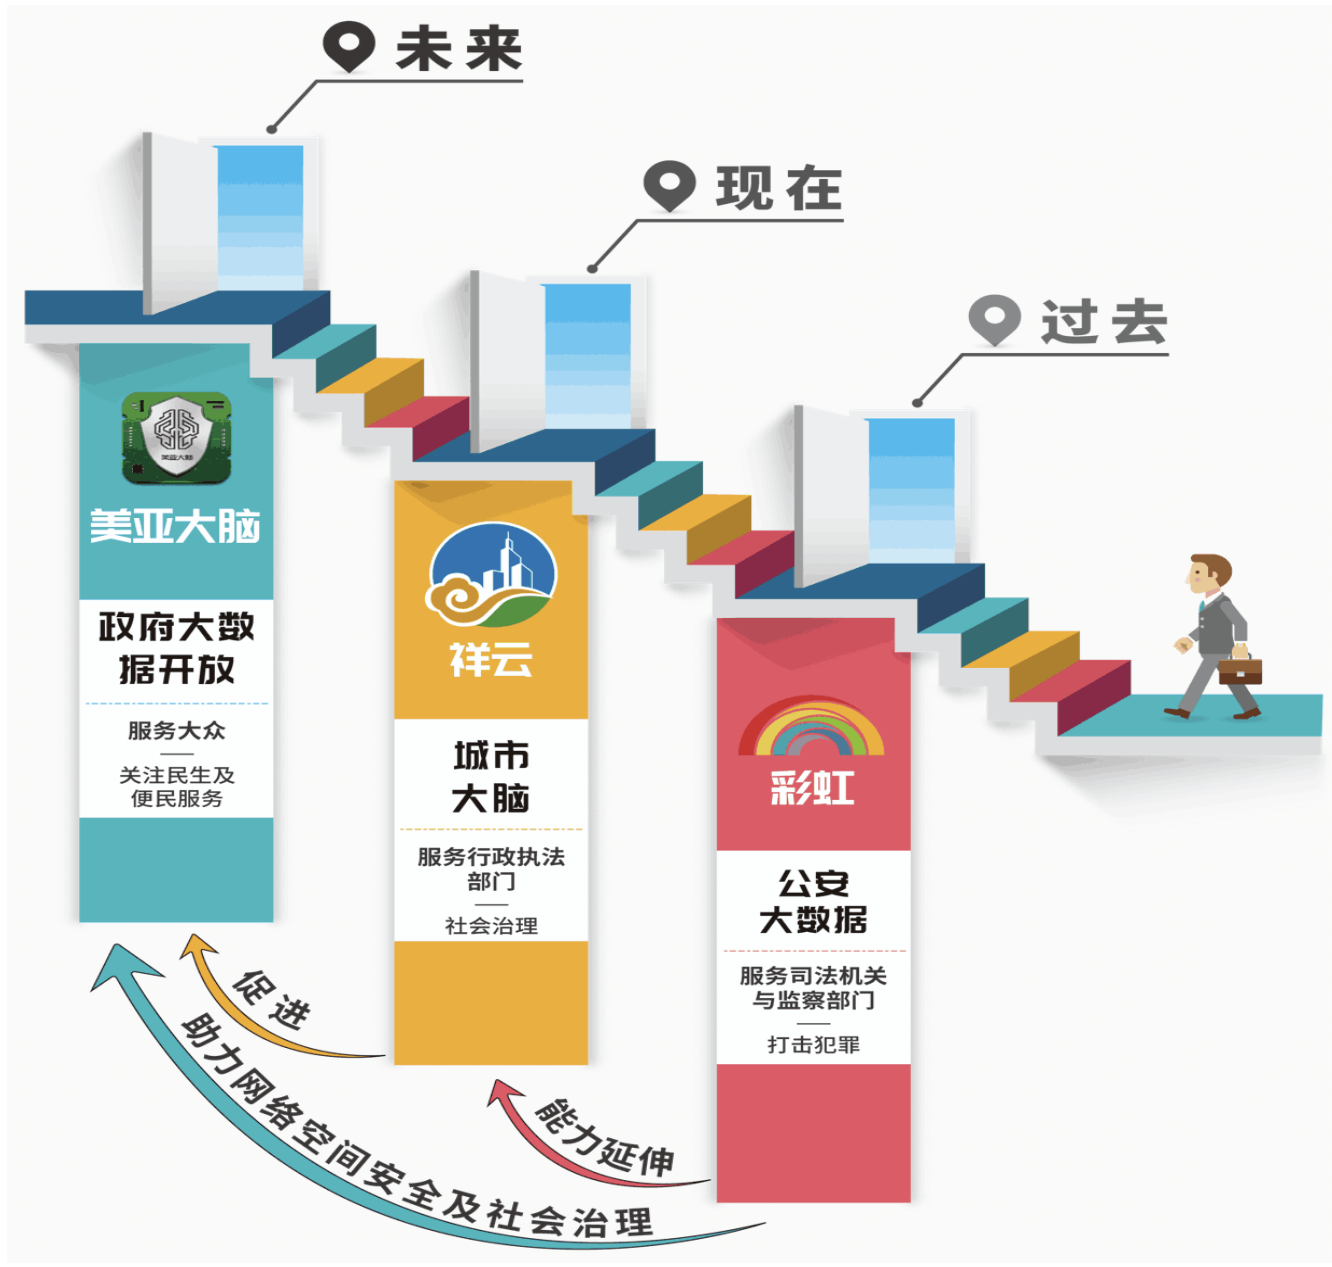 未来
现在
过去
美亚大脑
美亚大脑
政府大数
据开放
服务大众
关注民生及
便民服务
祥云
城市
大脑
服务行政执法
部门
社会治理
彩虹
公安
大数据
服务司法机关
与监察部门
打击犯罪
促进
能力延伸
助力网络空间安全及社会治理